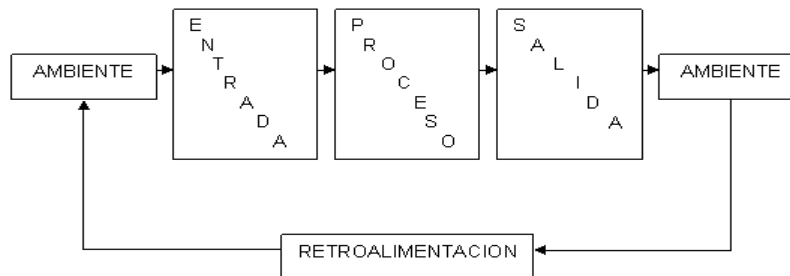 AMBIENTE
ENTRADA
PROCESO
SALIDA
AMBIENTE
RETROALIMENTACION